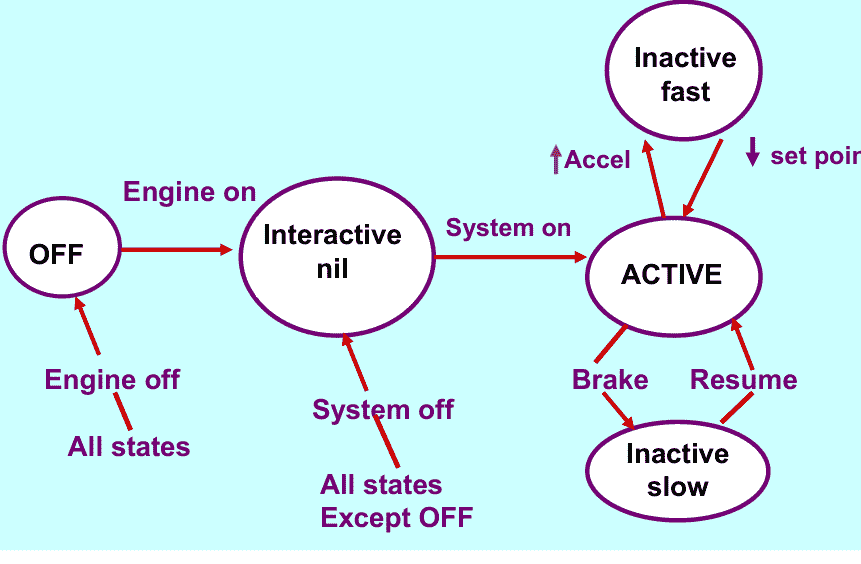 Inactive
fast
Accel
set poin
Engine on
System on
Interactive
nil
OFF
ACTIVE
Engine off
Brake
Resume
System off
All states
Inactive
slow
All states
Except OFF